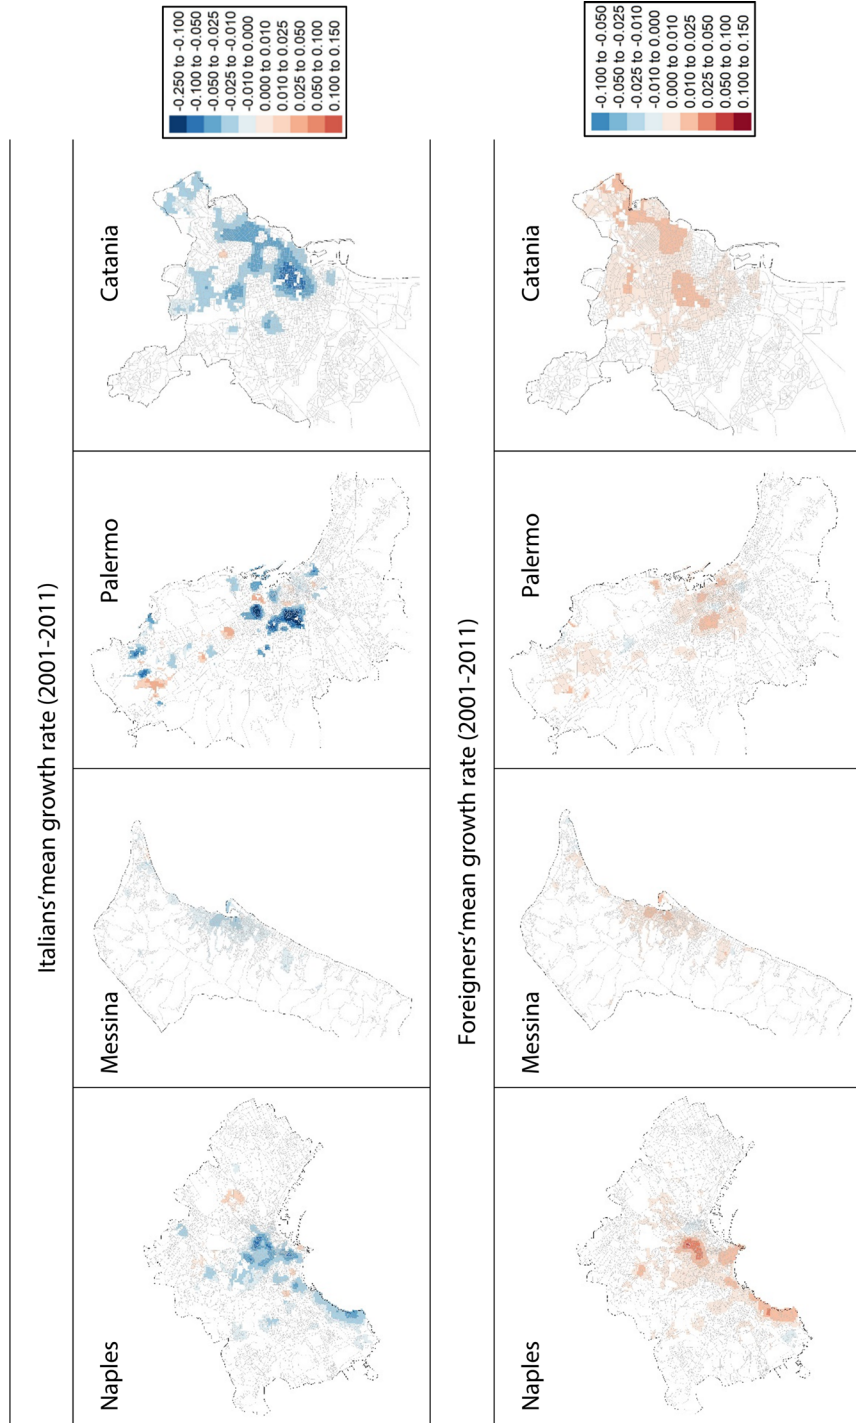 Italians'mean growth rate (2001-2011)
Naples
Messina
Palermo
Catania
-0.250 to -0.100
-0.100 to -0.050
-0.050 to -0.025
-0.025 to -0.010
-0.010 to 0.000
0.000 to 0.010
0.010 to 0.025
0.025 to 0.050
0.050 to 0.100
0.100 to 0.150
Foreigners'mean growth rate (2001-2011)
Naples
Messina
Palermo
Catania
-0.100 to -0.050
-0.050 to -0.025
-0.025 to -0.010
-0.010 to 0.000
0.000 to 0.010
0.010 to 0.025
0.025 to 0.050
0.050 to 0.100
0.100 to 0.150